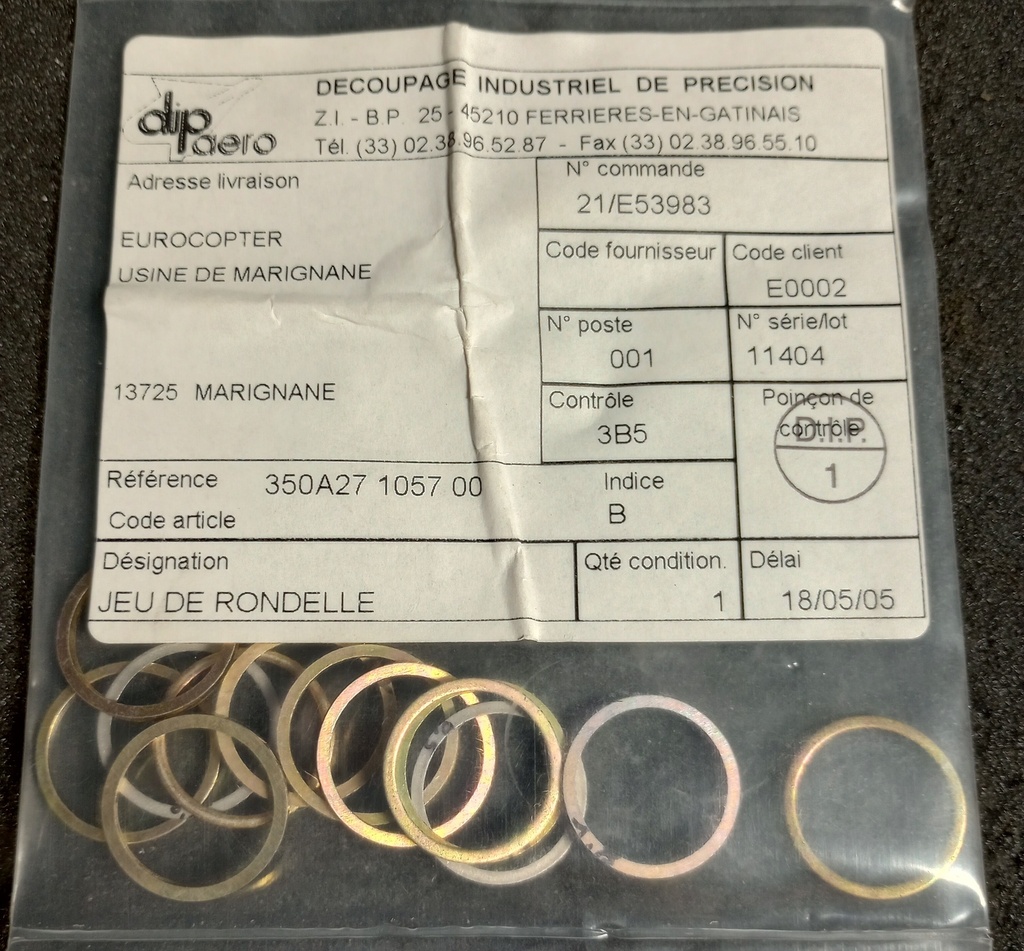 dip aero
DECOUPAGE INDUSTRIEL DE PRECISION
Z.I. - B.P. 25 - 45210 FERRIERES-EN-GATINAIS
Tél. (33) 02.38.96.52.87 - Fax (33) 02.38.96.55.10
Adresse livraison
EUROCOPTER
USINE DE MARIGNANE
13725 MARIGNANE
N° commande
21/E53983
Code fournisseur
Code client
E0002
N° poste
001
N° série/lot
11404
Contrôle
3B5
Poinçon de
contrôle
D.I.P.
1
Référence 350A27 1057 00
Indice
B
Code article
Désignation
JEU DE RONDELLE
Qté condition.
1
Délai
18/05/05